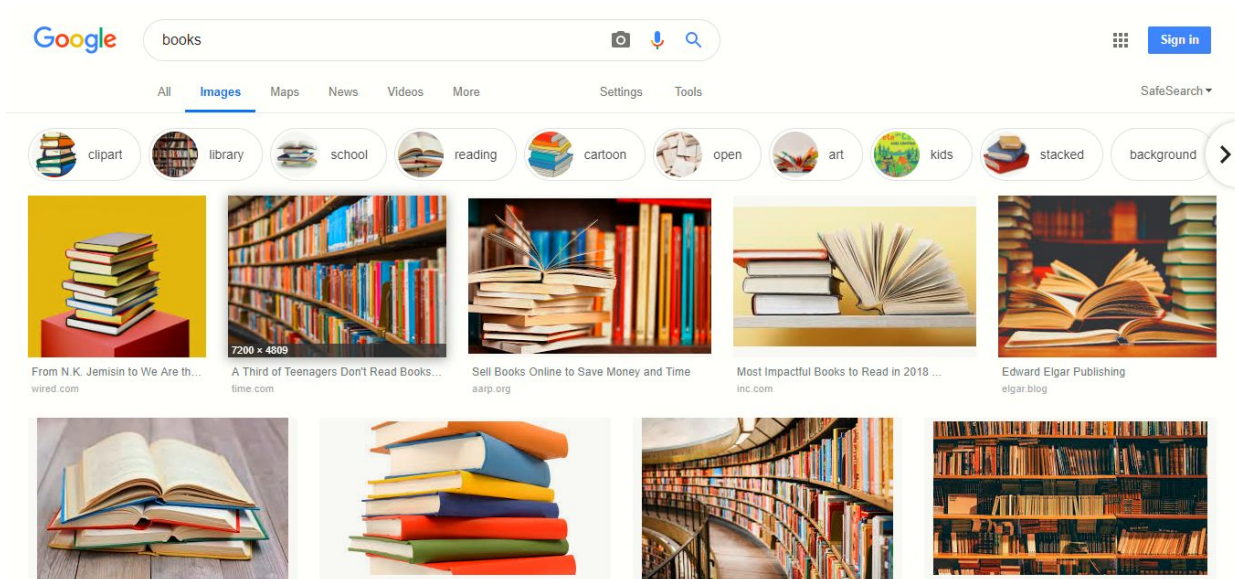 Google
books
Sign in
All Images Maps News Videos More Settings Tools SafeSearch
clipart library school reading cartoon open art kids stacked background
7200 × 4809
From N.K. Jemisin to We Are th... A Third of Teenagers Don't Read Books... Sell Books Online to Save Money and Time Most Impactful Books to Read in 2018 ... Edward Elgar Publishing
wired.com time.com aarp.org inc.com elgar.blog